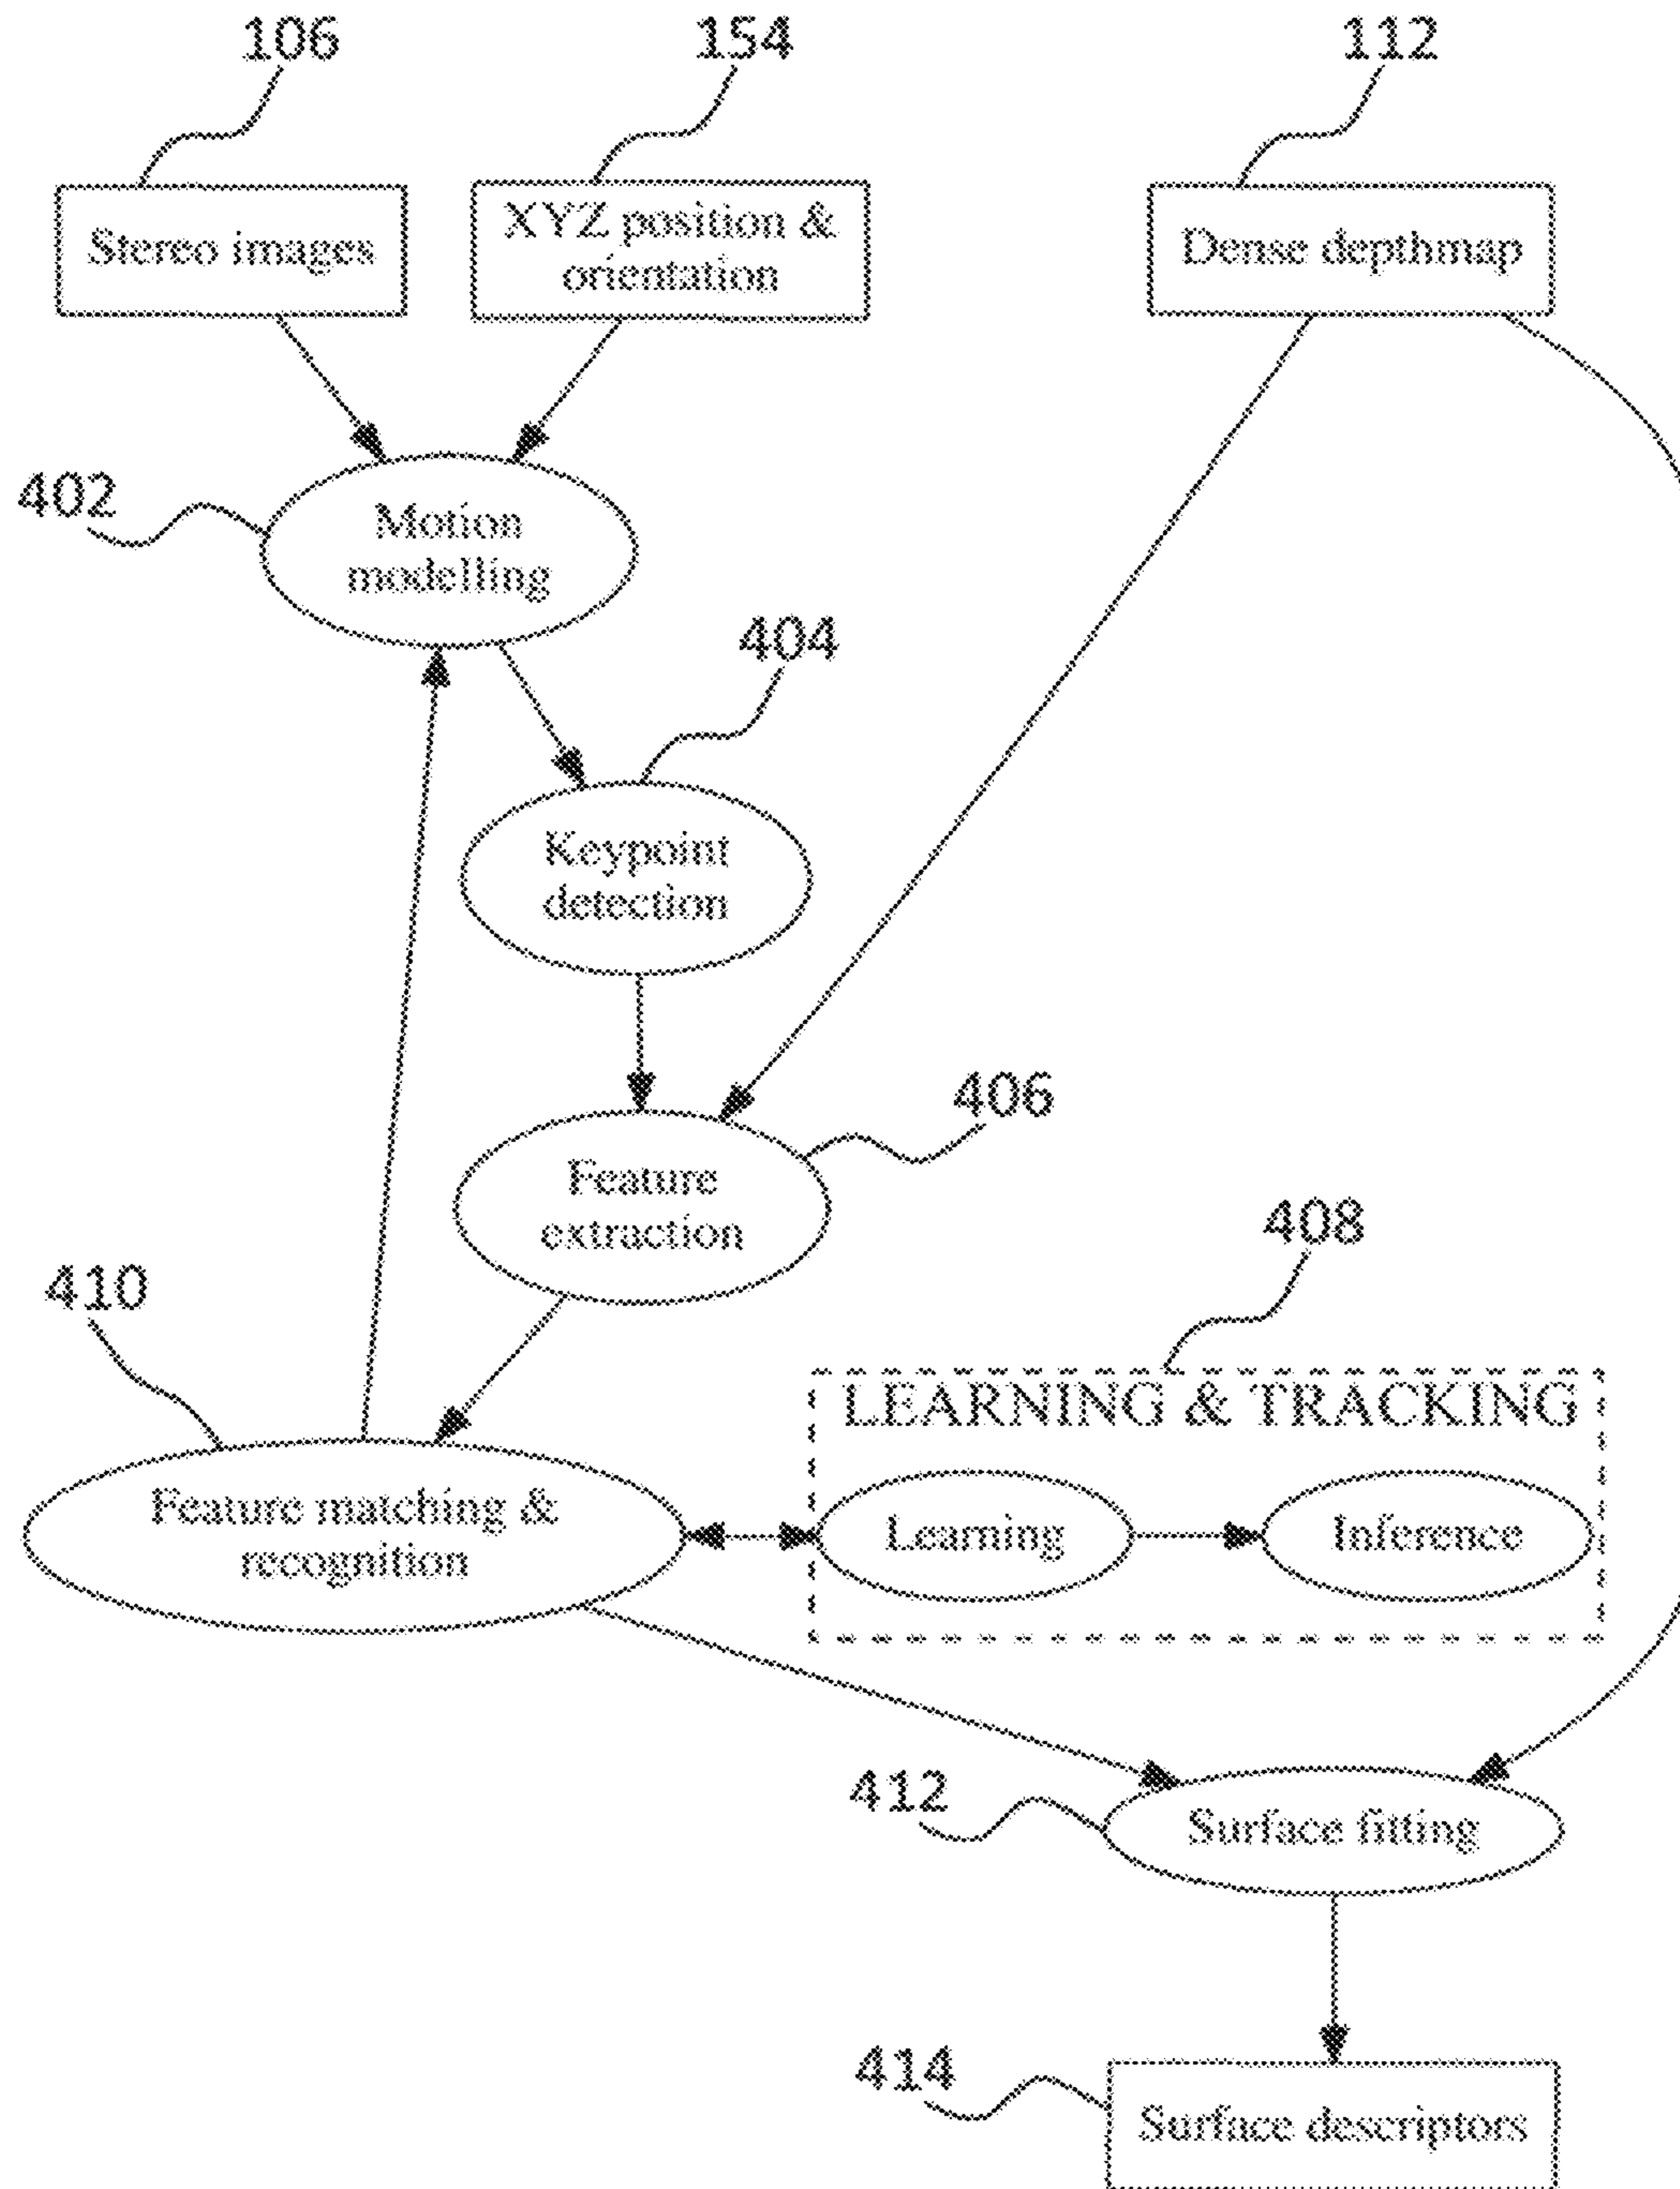 106
154
112
Stereo images
XYZ position &
orientation
Dense depthmap
402
Motion
modelling
404
Keypoint
detection
406
Feature
extraction
408
410
LEARNING & TRACKING
Feature matching &
recognition
Learning
Inference
412
Surface fitting
414
Surface descriptors